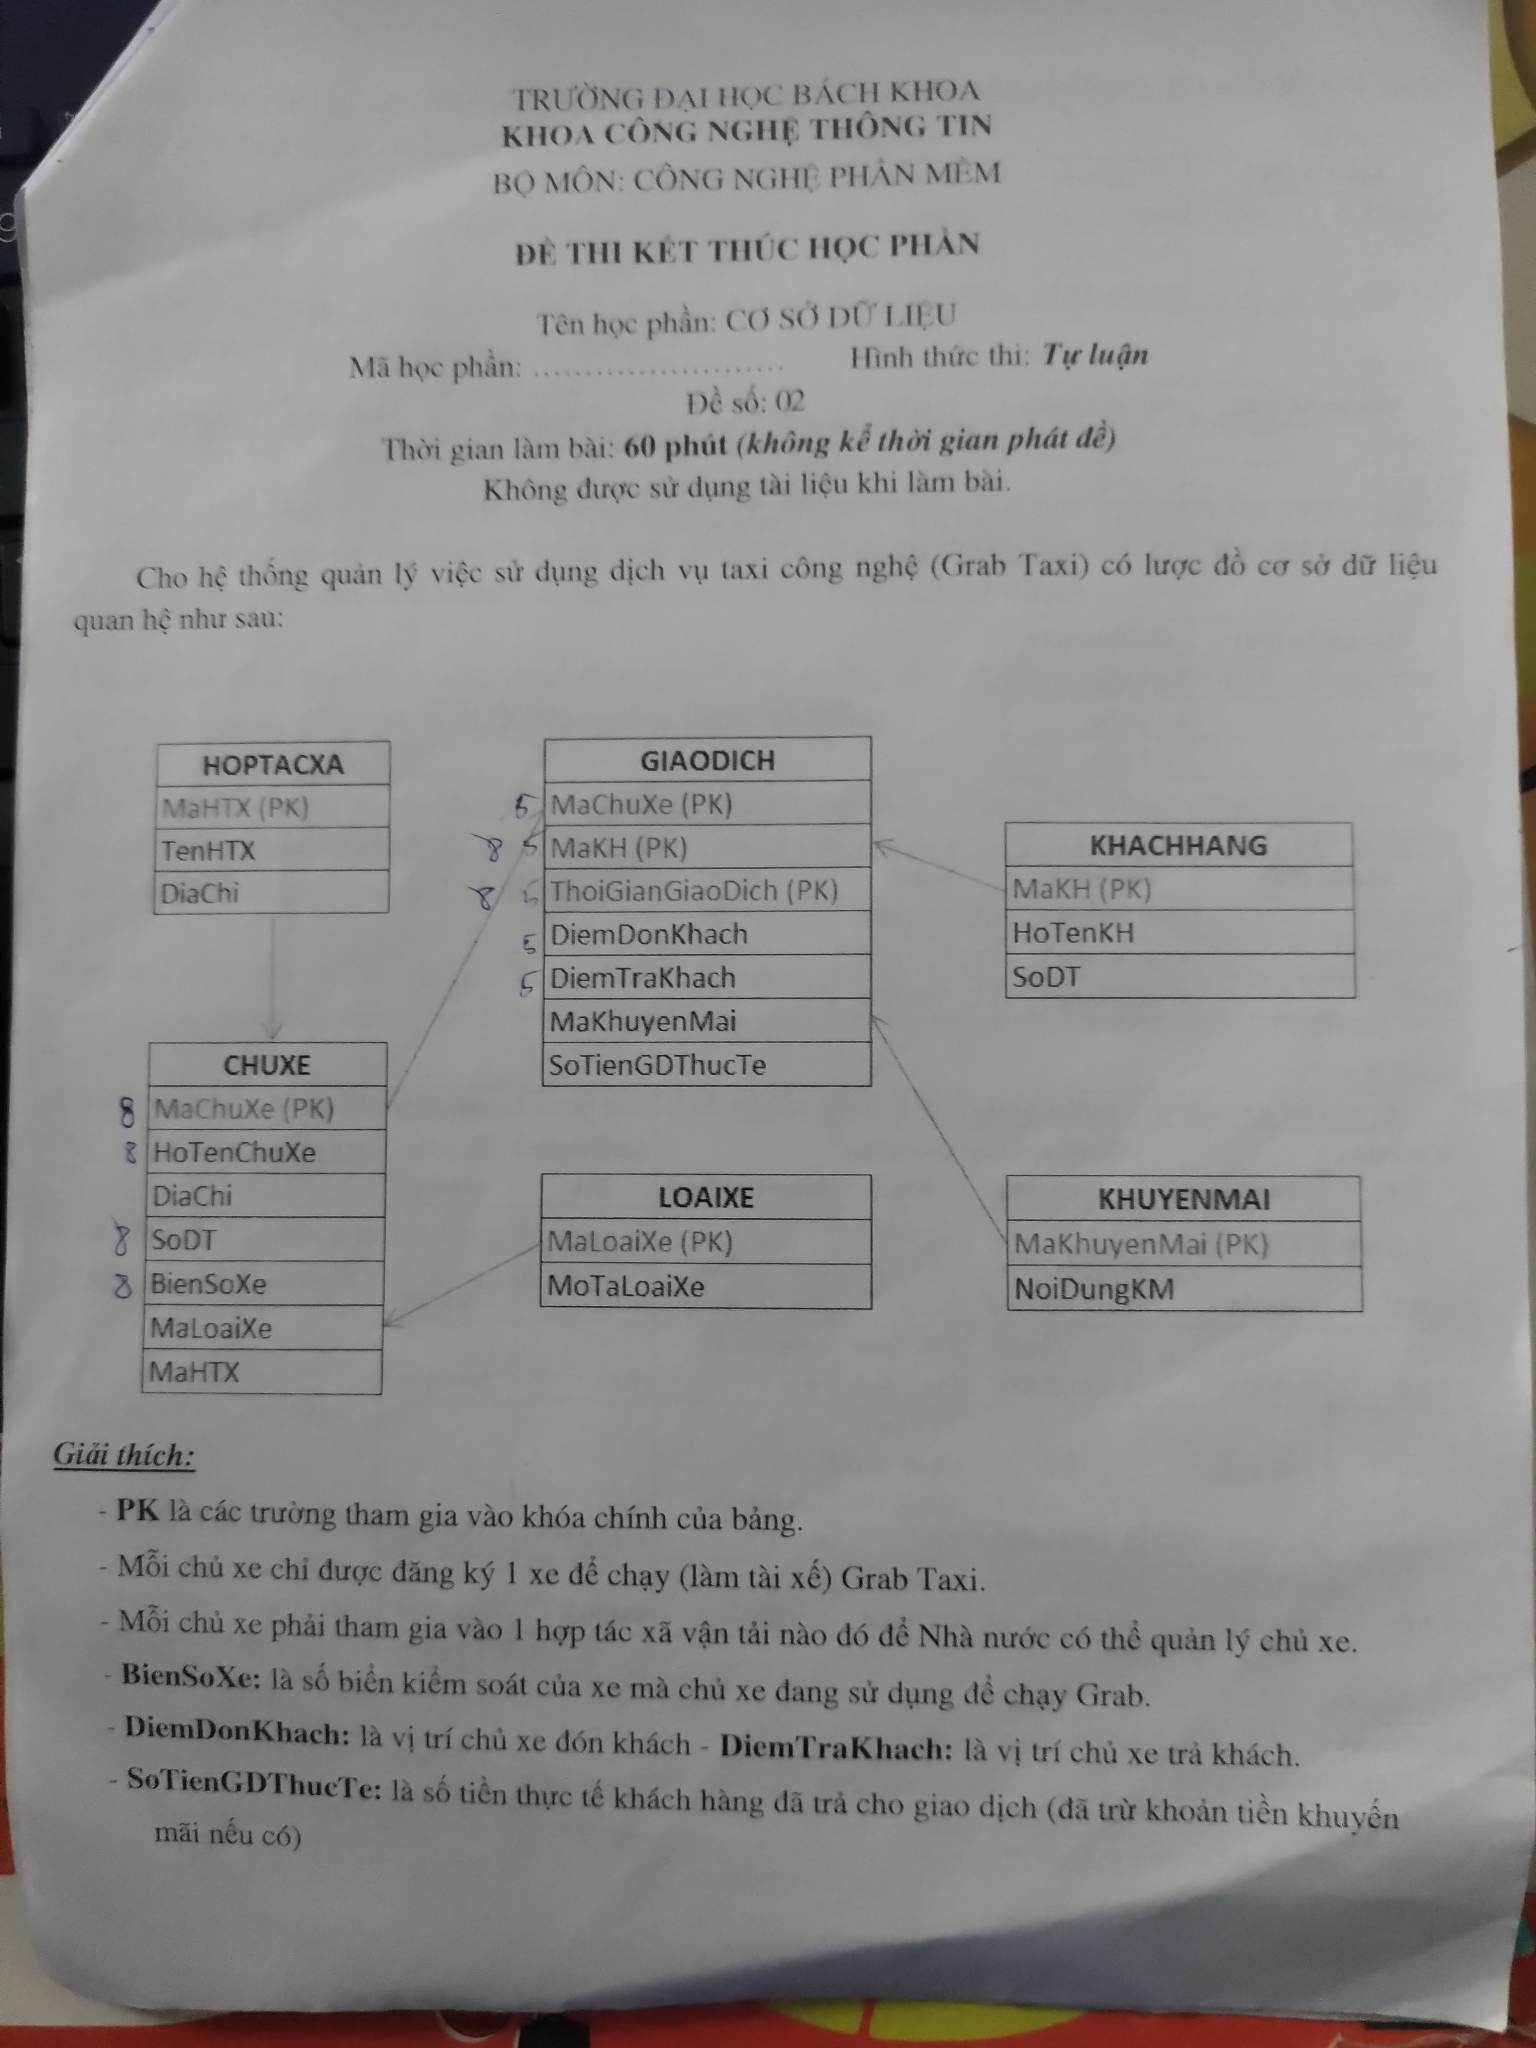 TRƯỜNG ĐẠI HỌC BÁCH KHOA
KHOA CÔNG NGHỆ THÔNG TIN
BỘ MÔN: CÔNG NGHỆ PHẦN MỀM
ĐỀ THI KẾT THÚC HỌC PHẦN
Tên học phần: CƠ SỞ DỮ LIỆU
Mã học phần: ........................ Hình thức thi: Tự luận
Đề số: 02
Thời gian làm bài: 60 phút (không kể thời gian phát đề)
Không được sử dụng tài liệu khi làm bài.
Cho hệ thống quản lý việc sử dụng dịch vụ taxi công nghệ (Grab Taxi) có lược đồ cơ sở dữ liệu
quan hệ như sau:
HOPTACXA
MaHTX (PK)
TenHTX
DiaChi
GIAODICH
5 MaChuXe (PK)
8 5 MaKH (PK)
8 5 ThoiGianGiaoDich (PK)
5 DiemDonKhach
5 DiemTraKhach
MaKhuyenMai
SoTienGDThucTe
KHACHHANG
MaKH (PK)
HoTenKH
SoDT
CHUXE
8 MaChuXe (PK)
8 HoTenChuXe
DiaChi
8 SoDT
8 BienSoXe
MaLoaiXe
MaHTX
LOAIXE
MaLoaiXe (PK)
MoTaLoaiXe
KHUYENMAI
MaKhuyenMai (PK)
NoiDungKM
Giải thích:
- PK là các trường tham gia vào khóa chính của bảng.
- Mỗi chủ xe chỉ được đăng ký 1 xe để chạy (làm tài xế) Grab Taxi.
- Mỗi chủ xe phải tham gia vào 1 hợp tác xã vận tải nào đó để Nhà nước có thể quản lý chủ xe.
- BienSoXe: là số biển kiểm soát của xe mà chủ xe đang sử dụng để chạy Grab.
- DiemDonKhach: là vị trí chủ xe đón khách - DiemTraKhach: là vị trí chủ xe trả khách.
- SoTienGDThucTe: là số tiền thực tế khách hàng đã trả cho giao dịch (đã trừ khoản tiền khuyến
mãi nếu có)